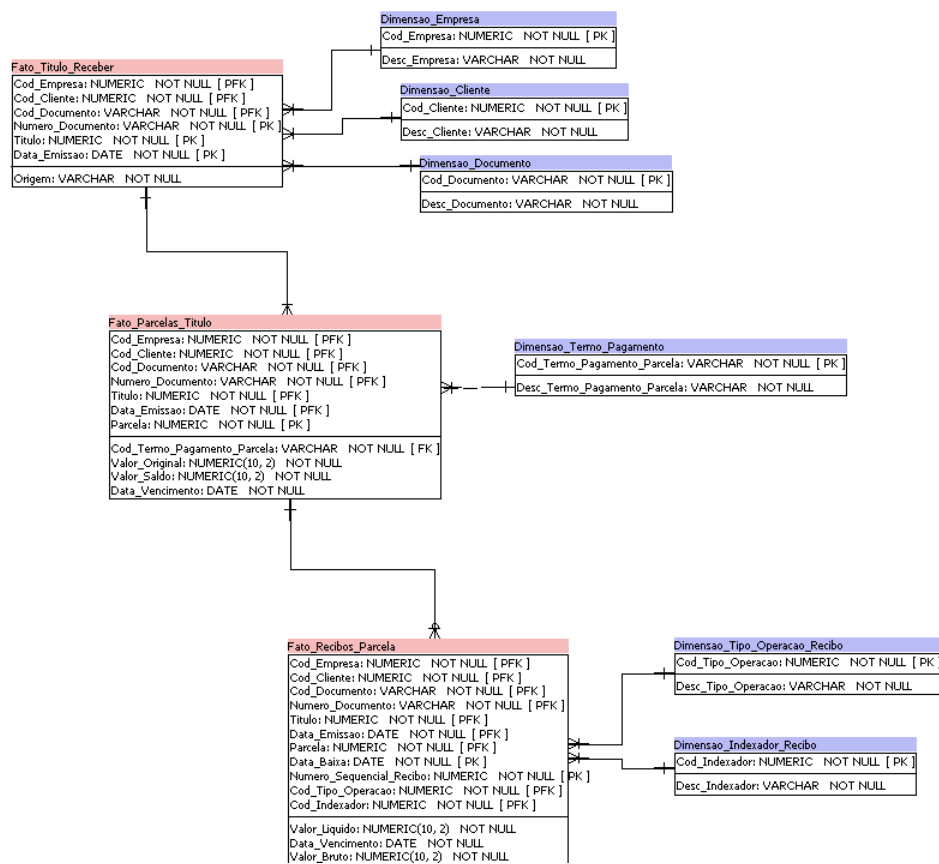 Dimensao_Empresa
Cod_Empresa: NUMERIC NOT NULL [ PK ]
Desc_Empresa: VARCHAR NOT NULL
Fato_Titulo_Receber
Cod_Empresa: NUMERIC NOT NULL [ PFK ]
Cod_Cliente: NUMERIC NOT NULL [ PFK ]
Cod_Documento: VARCHAR NOT NULL [ PFK ]
Numero_Documento: VARCHAR NOT NULL [ PK ]
Titulo: NUMERIC NOT NULL [ PK ]
Data_Emissao: DATE NOT NULL [ PK ]
Origem: VARCHAR NOT NULL
Dimensao_Cliente
Cod_Cliente: NUMERIC NOT NULL [ PK ]
Desc_Cliente: VARCHAR NOT NULL
Dimensao_Documento
Cod_Documento: VARCHAR NOT NULL [ PK ]
Desc_Documento: VARCHAR NOT NULL
Fato_Parcelas_Titulo
Cod_Empresa: NUMERIC NOT NULL [ PFK ]
Cod_Cliente: NUMERIC NOT NULL [ PFK ]
Cod_Documento: VARCHAR NOT NULL [ PFK ]
Numero_Documento: VARCHAR NOT NULL [ PFK ]
Titulo: NUMERIC NOT NULL [ PFK ]
Data_Emissao: DATE NOT NULL [ PFK ]
Parcela: NUMERIC NOT NULL [ PK ]
Cod_Termo_Pagamento_Parcela: VARCHAR NOT NULL [ FK ]
Valor_Original: NUMERIC(10, 2) NOT NULL
Valor_Saldo: NUMERIC(10, 2) NOT NULL
Data_Vencimento: DATE NOT NULL
Dimensao_Termo_Pagamento
Cod_Termo_Pagamento_Parcela: VARCHAR NOT NULL [ PK ]
Desc_Termo_Pagamento_Parcela: VARCHAR NOT NULL
Fato_Recibos_Parcela
Cod_Empresa: NUMERIC NOT NULL [ PFK ]
Cod_Cliente: NUMERIC NOT NULL [ PFK ]
Cod_Documento: VARCHAR NOT NULL [ PFK ]
Numero_Documento: VARCHAR NOT NULL [ PFK ]
Titulo: NUMERIC NOT NULL [ PFK ]
Data_Emissao: DATE NOT NULL [ PFK ]
Parcela: NUMERIC NOT NULL [ PFK ]
Data_Baixa: DATE NOT NULL [ PK ]
Numero_Sequencial_Recibo: NUMERIC NOT NULL [ PK ]
Cod_Tipo_Operacao: NUMERIC NOT NULL [ PFK ]
Cod_Indexador: NUMERIC NOT NULL [ PFK ]
Valor_Liquido: NUMERIC(10, 2) NOT NULL
Data_Vencimento: DATE NOT NULL
Valor_Bruto: NUMERIC(10, 2) NOT NULL
Dimensao_Tipo_Operacao_Recibo
Cod_Tipo_Operacao: NUMERIC NOT NULL [ PK ]
Desc_Tipo_Operacao: VARCHAR NOT NULL
Dimensao_Indexador_Recibo
Cod_Indexador: NUMERIC NOT NULL [ PK ]
Desc_Indexador: VARCHAR NOT NULL